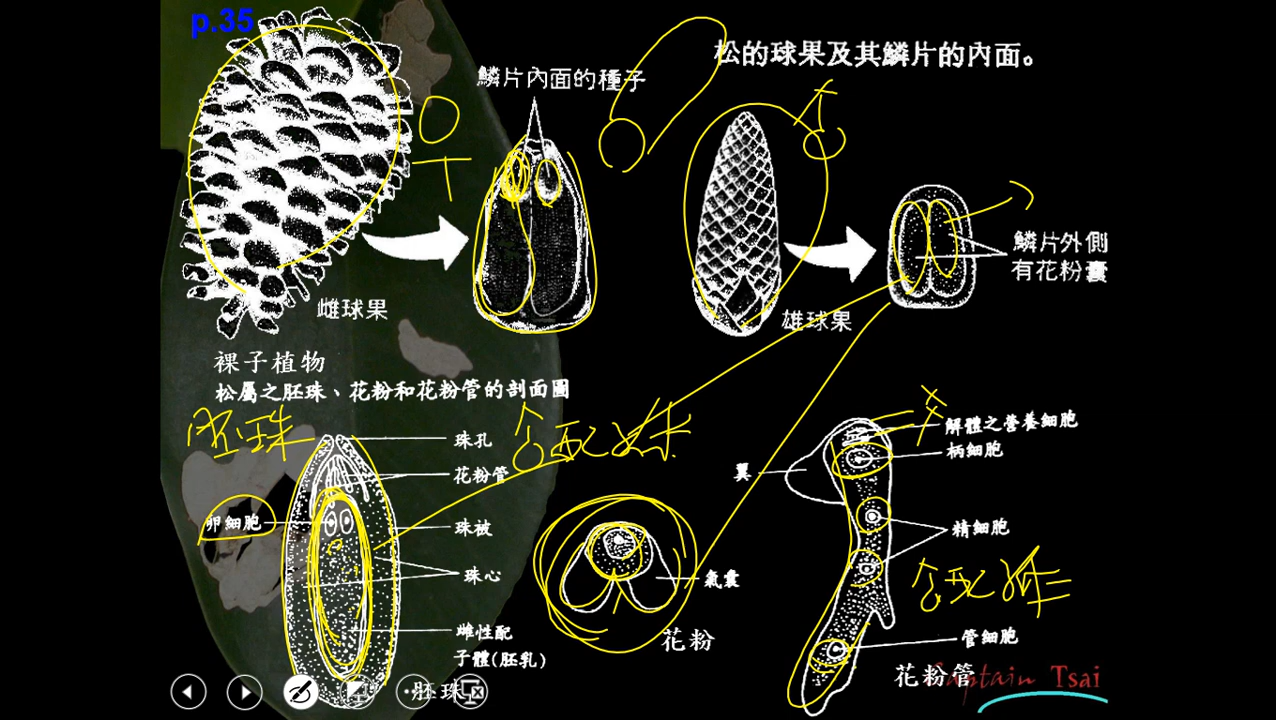 p.35
松的球果及其鱗片的內面。
鱗片內面的種子
鱗片外側
有花粉囊
雌球果
雄球果
裸子植物
松屬之胚珠、花粉和花粉管的剖面圖
胚珠
合配子
珠孔
花粉管
卵細胞
珠被
珠心
雌性配
子體(胚乳)
胚珠
氣囊
花粉
翼
解體之營養細胞
柄細胞
精細胞
管細胞
花粉管
Captain Tsai